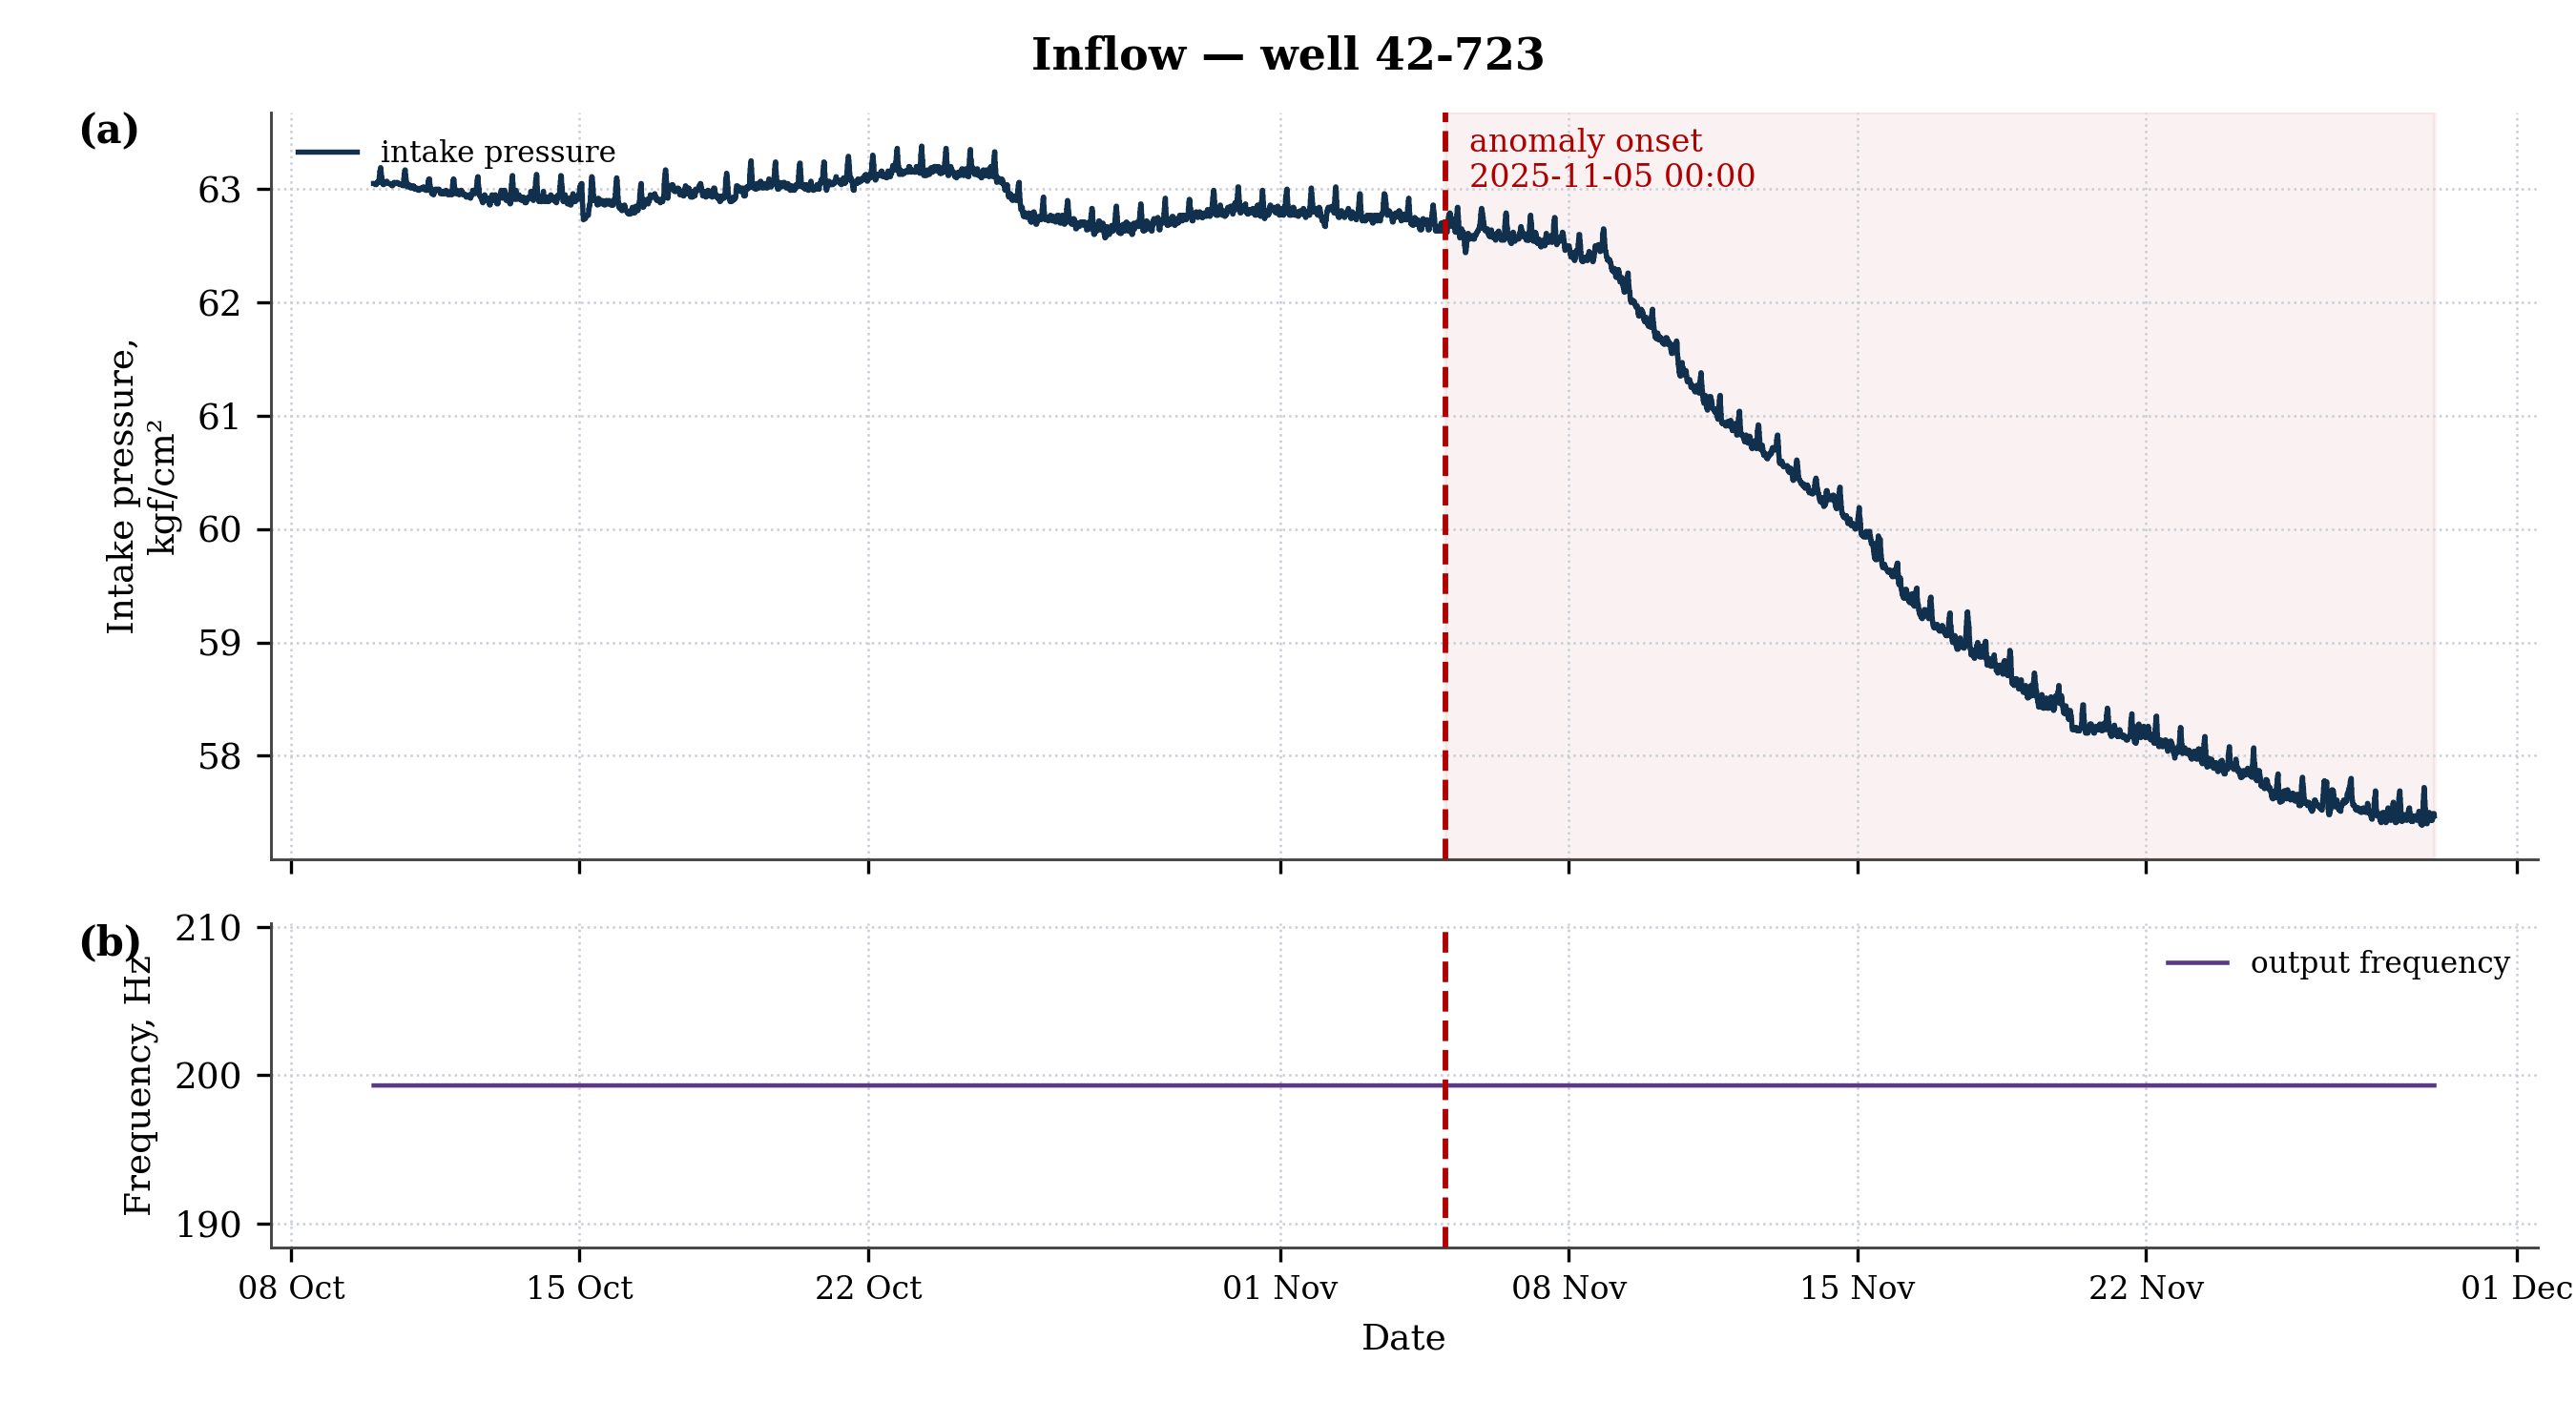 Inflow — well 42-723
(a)
intake pressure
anomaly onset
2025-11-05 00:00
Intake pressure,
kgf/cm²
63
62
61
60
59
58
(b)
output frequency
Frequency, Hz
210
200
190
08 Oct
15 Oct
22 Oct
01 Nov
08 Nov
15 Nov
22 Nov
01 Dec
Date